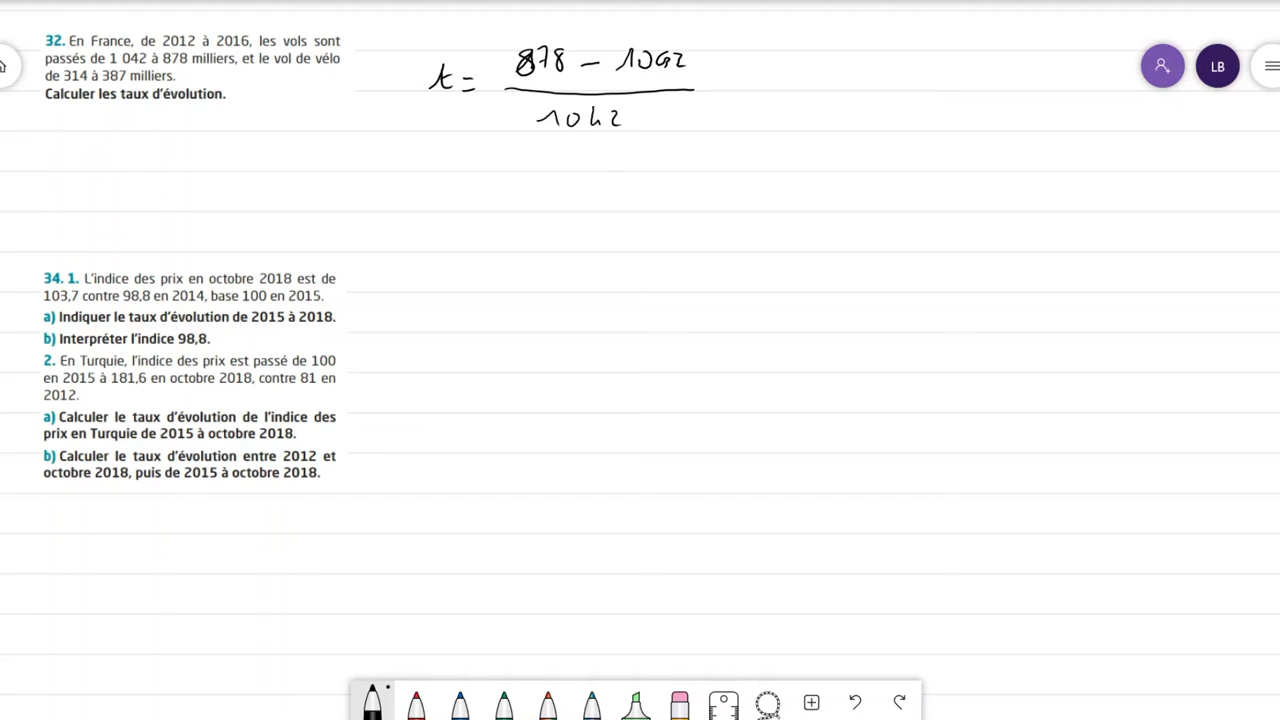 32. En France, de 2012 à 2016, les vols sont
passés de 1 042 à 878 milliers, et le vol de vélo
de 314 à 387 milliers.
Calculer les taux d'évolution.
t = 878 - 1042
1042
LB
34. 1. L'indice des prix en octobre 2018 est de
103,7 contre 98,8 en 2014, base 100 en 2015.
a) Indiquer le taux d'évolution de 2015 à 2018.
b) Interpréter l'indice 98,8.
2. En Turquie, l'indice des prix est passé de 100
en 2015 à 181,6 en octobre 2018, contre 81 en
2012.
a) Calculer le taux d'évolution de l'indice des
prix en Turquie de 2015 à octobre 2018.
b) Calculer le taux d'évolution entre 2012 et
octobre 2018, puis de 2015 à octobre 2018.